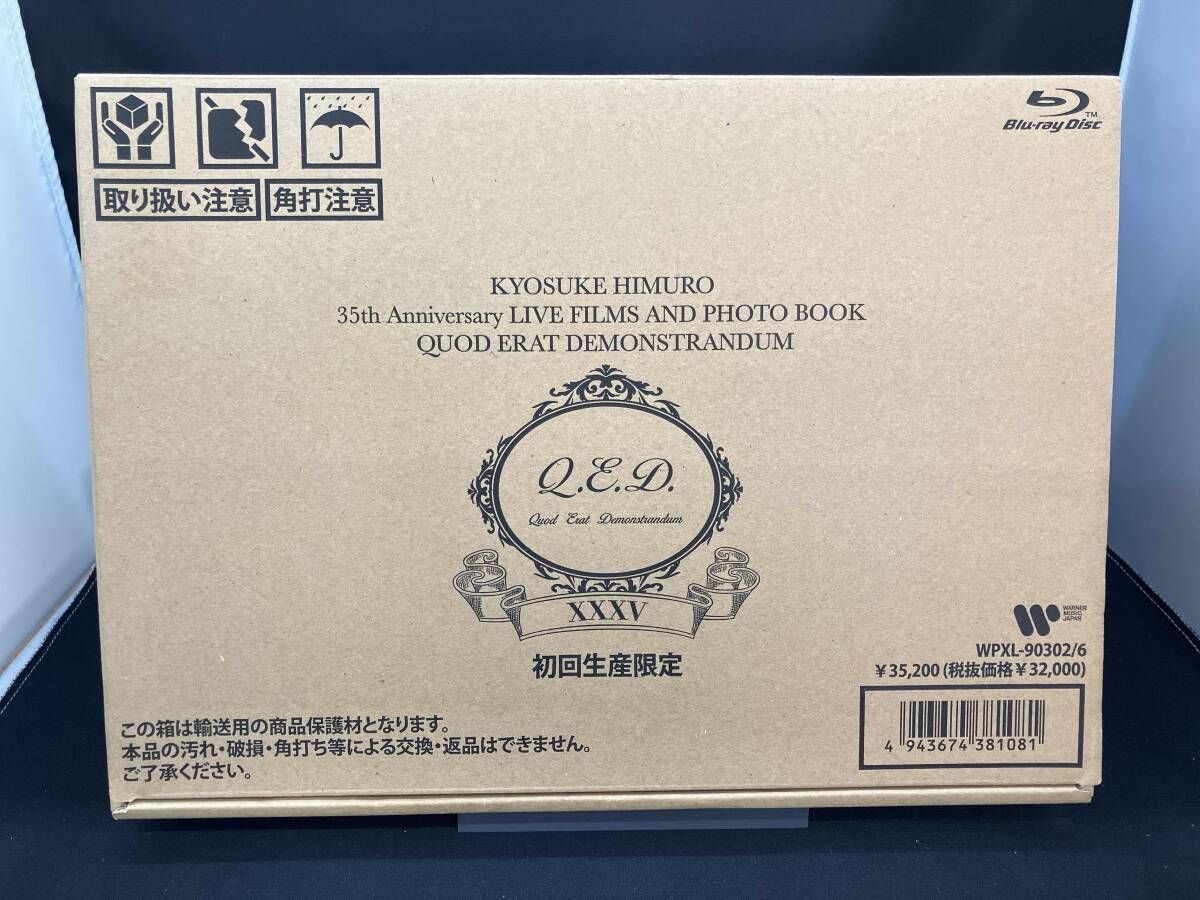 Blu-ray Disc™
取り扱い注意
角打注意
KYOSUKE HIMURO
35th Anniversary LIVE FILMS AND PHOTO BOOK
QUOD ERAT DEMONSTRANDUM
Q.E.D.
Quod Erat Demonstrandum
XXXV
初回生産限定
WARNER
MUSIC
JAPAN
WPXL-90302/6
￥35,200 (税抜価格￥32,000)
4 943674 381081
この箱は輸送用の商品保護材となります。
本品の汚れ・破損・角打ち等による交換・返品はできません。
ご了承ください。